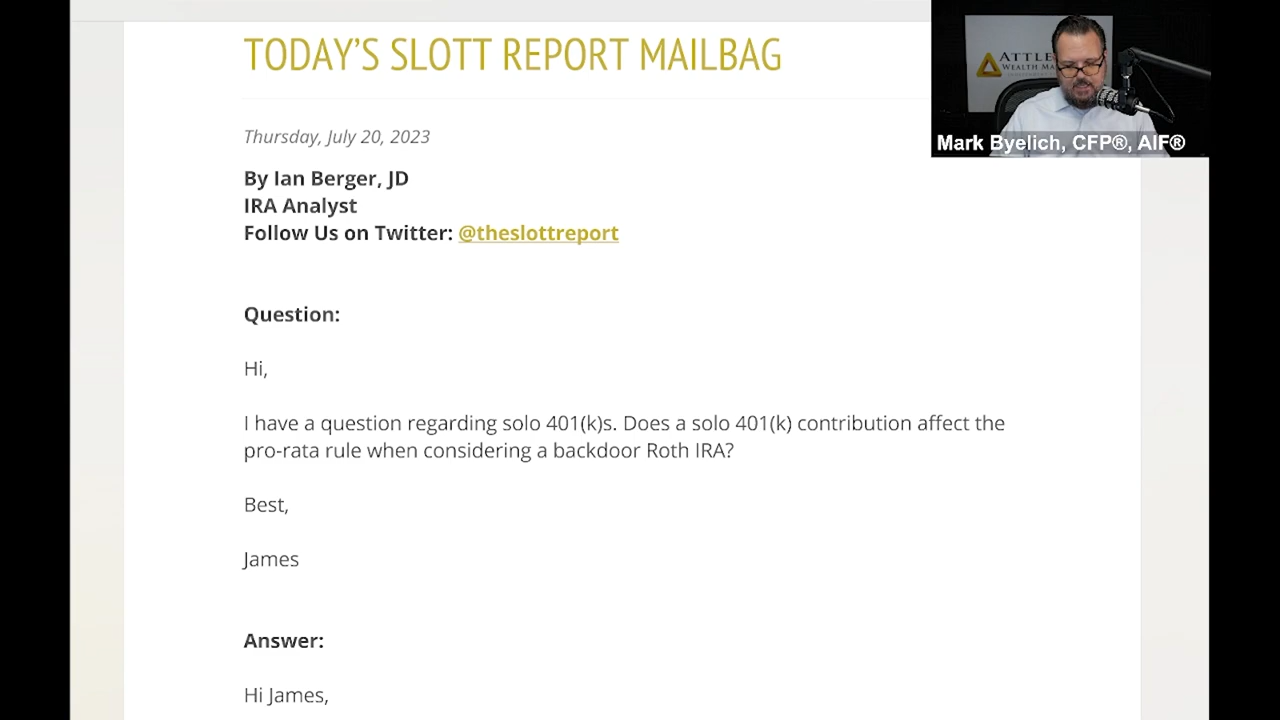 TODAY'S SLOTT REPORT MAILBAG
Thursday, July 20, 2023
By Ian Berger, JD
IRA Analyst
Follow Us on Twitter: @theslottreport
Question:
Hi,
I have a question regarding solo 401(k)s. Does a solo 401(k) contribution affect the
pro-rata rule when considering a backdoor Roth IRA?
Best,
James
Answer:
Hi James,
Mark Byelich, CFP®, AIF®